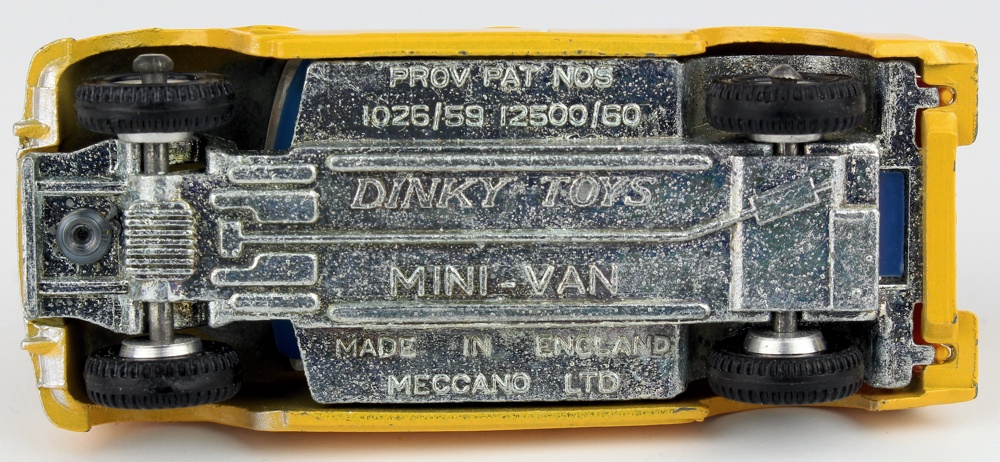 PROV PAT NOS
1026/59 12500/60
DINKY TOYS
MINI-VAN
MADE IN ENGLAND
MECCANO LTD